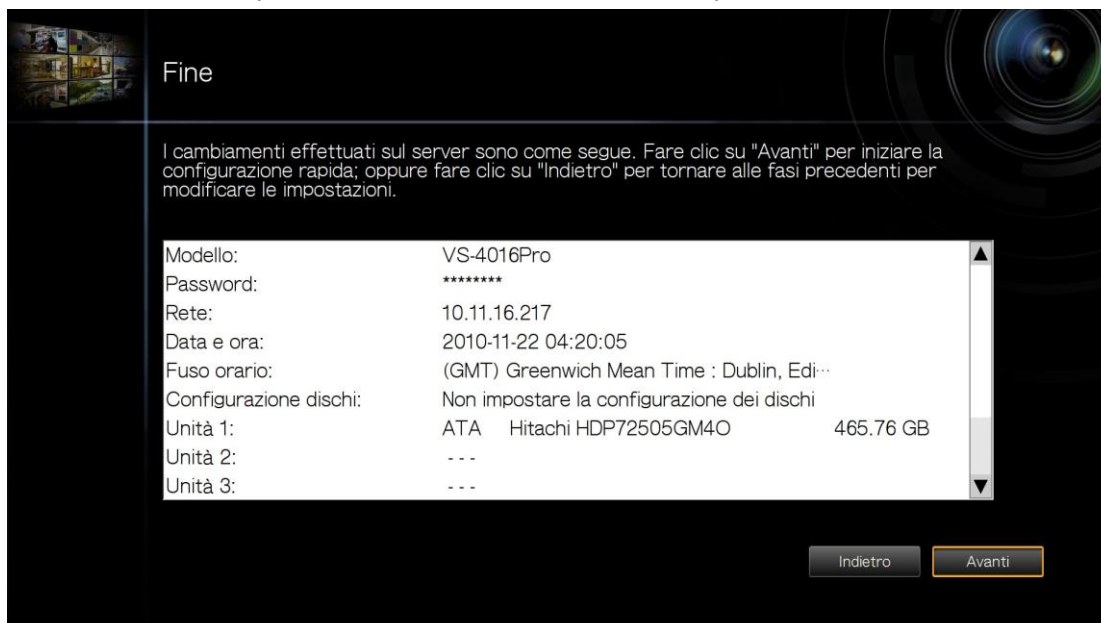 Fine
I cambiamenti effettuati sul server sono come segue. Fare clic su "Avanti" per iniziare la
configurazione rapida; oppure fare clic su "Indietro" per tornare alle fasi precedenti per
modificare le impostazioni.
Modello: VS-4016Pro
Password: ********
Rete: 10.11.16.217
Data e ora: 2010-11-22 04:20:05
Fuso orario: (GMT) Greenwich Mean Time : Dublin, Edi…
Configurazione dischi: Non impostare la configurazione dei dischi
Unità 1: ATA Hitachi HDP72505GM4O 465.76 GB
Unità 2: - - -
Unità 3: - - -
Indietro Avanti